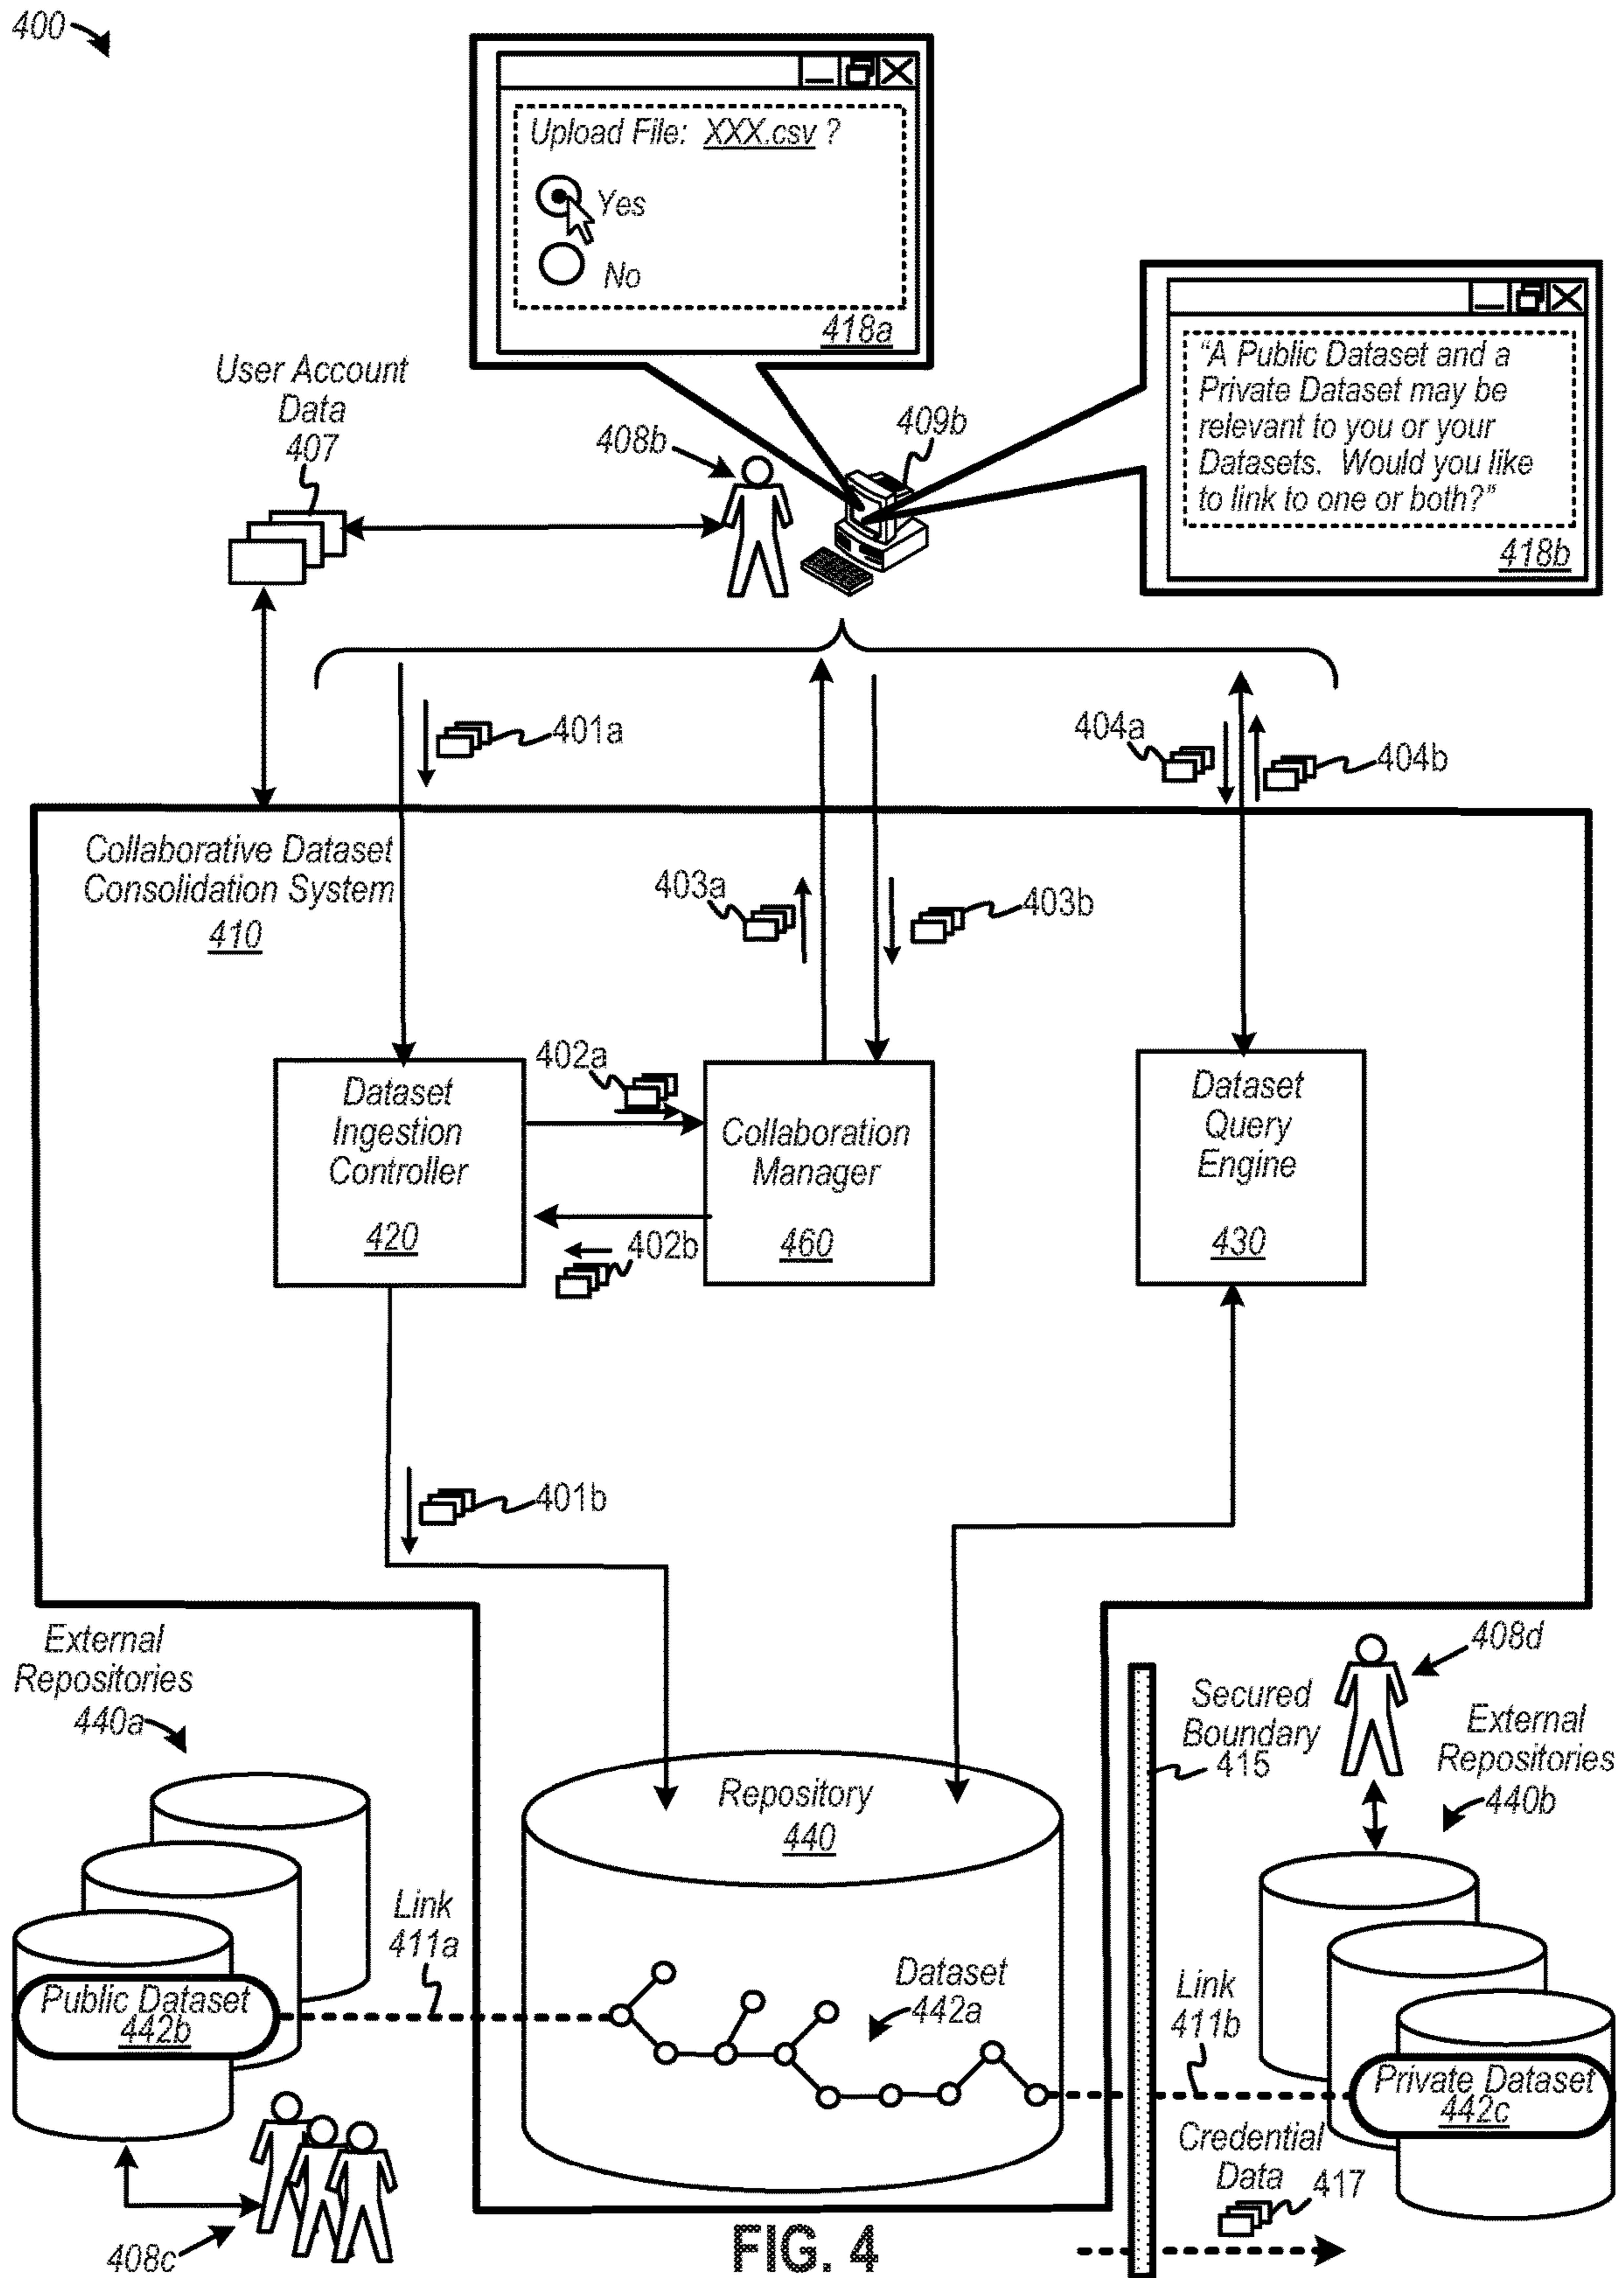 400
Upload File: XXX.csv ?
Yes
No
418a
"A Public Dataset and a
Private Dataset may be
relevant to you or your
Datasets. Would you like
to link to one or both?"
418b
User Account
Data
407
408b
409b
401a
404a
404b
Collaborative Dataset
Consolidation System
410
403a
403b
Dataset
Ingestion
Controller
420
402a
402b
Collaboration
Manager
460
Dataset
Query
Engine
430
401b
External
Repositories
440a
Repository
440
Secured
Boundary
415
408d
External
Repositories
440b
Link
411a
Public Dataset
442b
Dataset
442a
Link
411b
Private Dataset
442c
Credential
Data
417
408c
FIG. 4